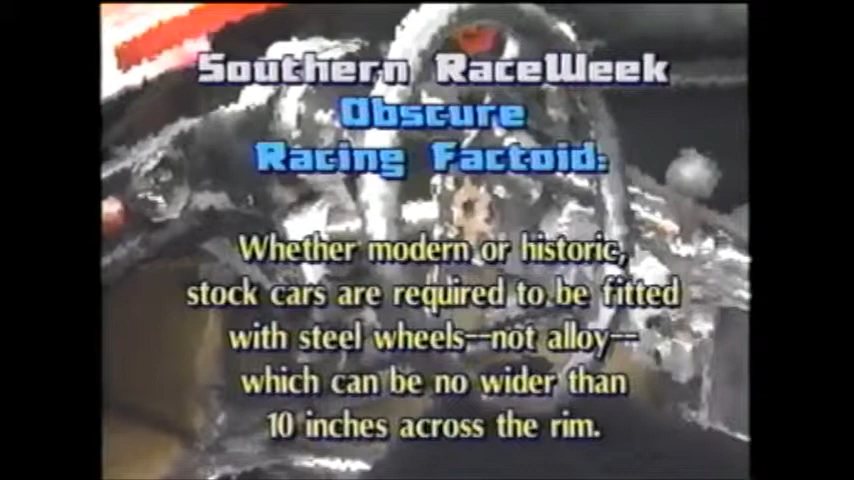 Southern RaceWeek
Obscure
Racing Factoid:
Whether modern or historic,
stock cars are required to be fitted
with steel wheels--not alloy--
which can be no wider than
10 inches across the rim.